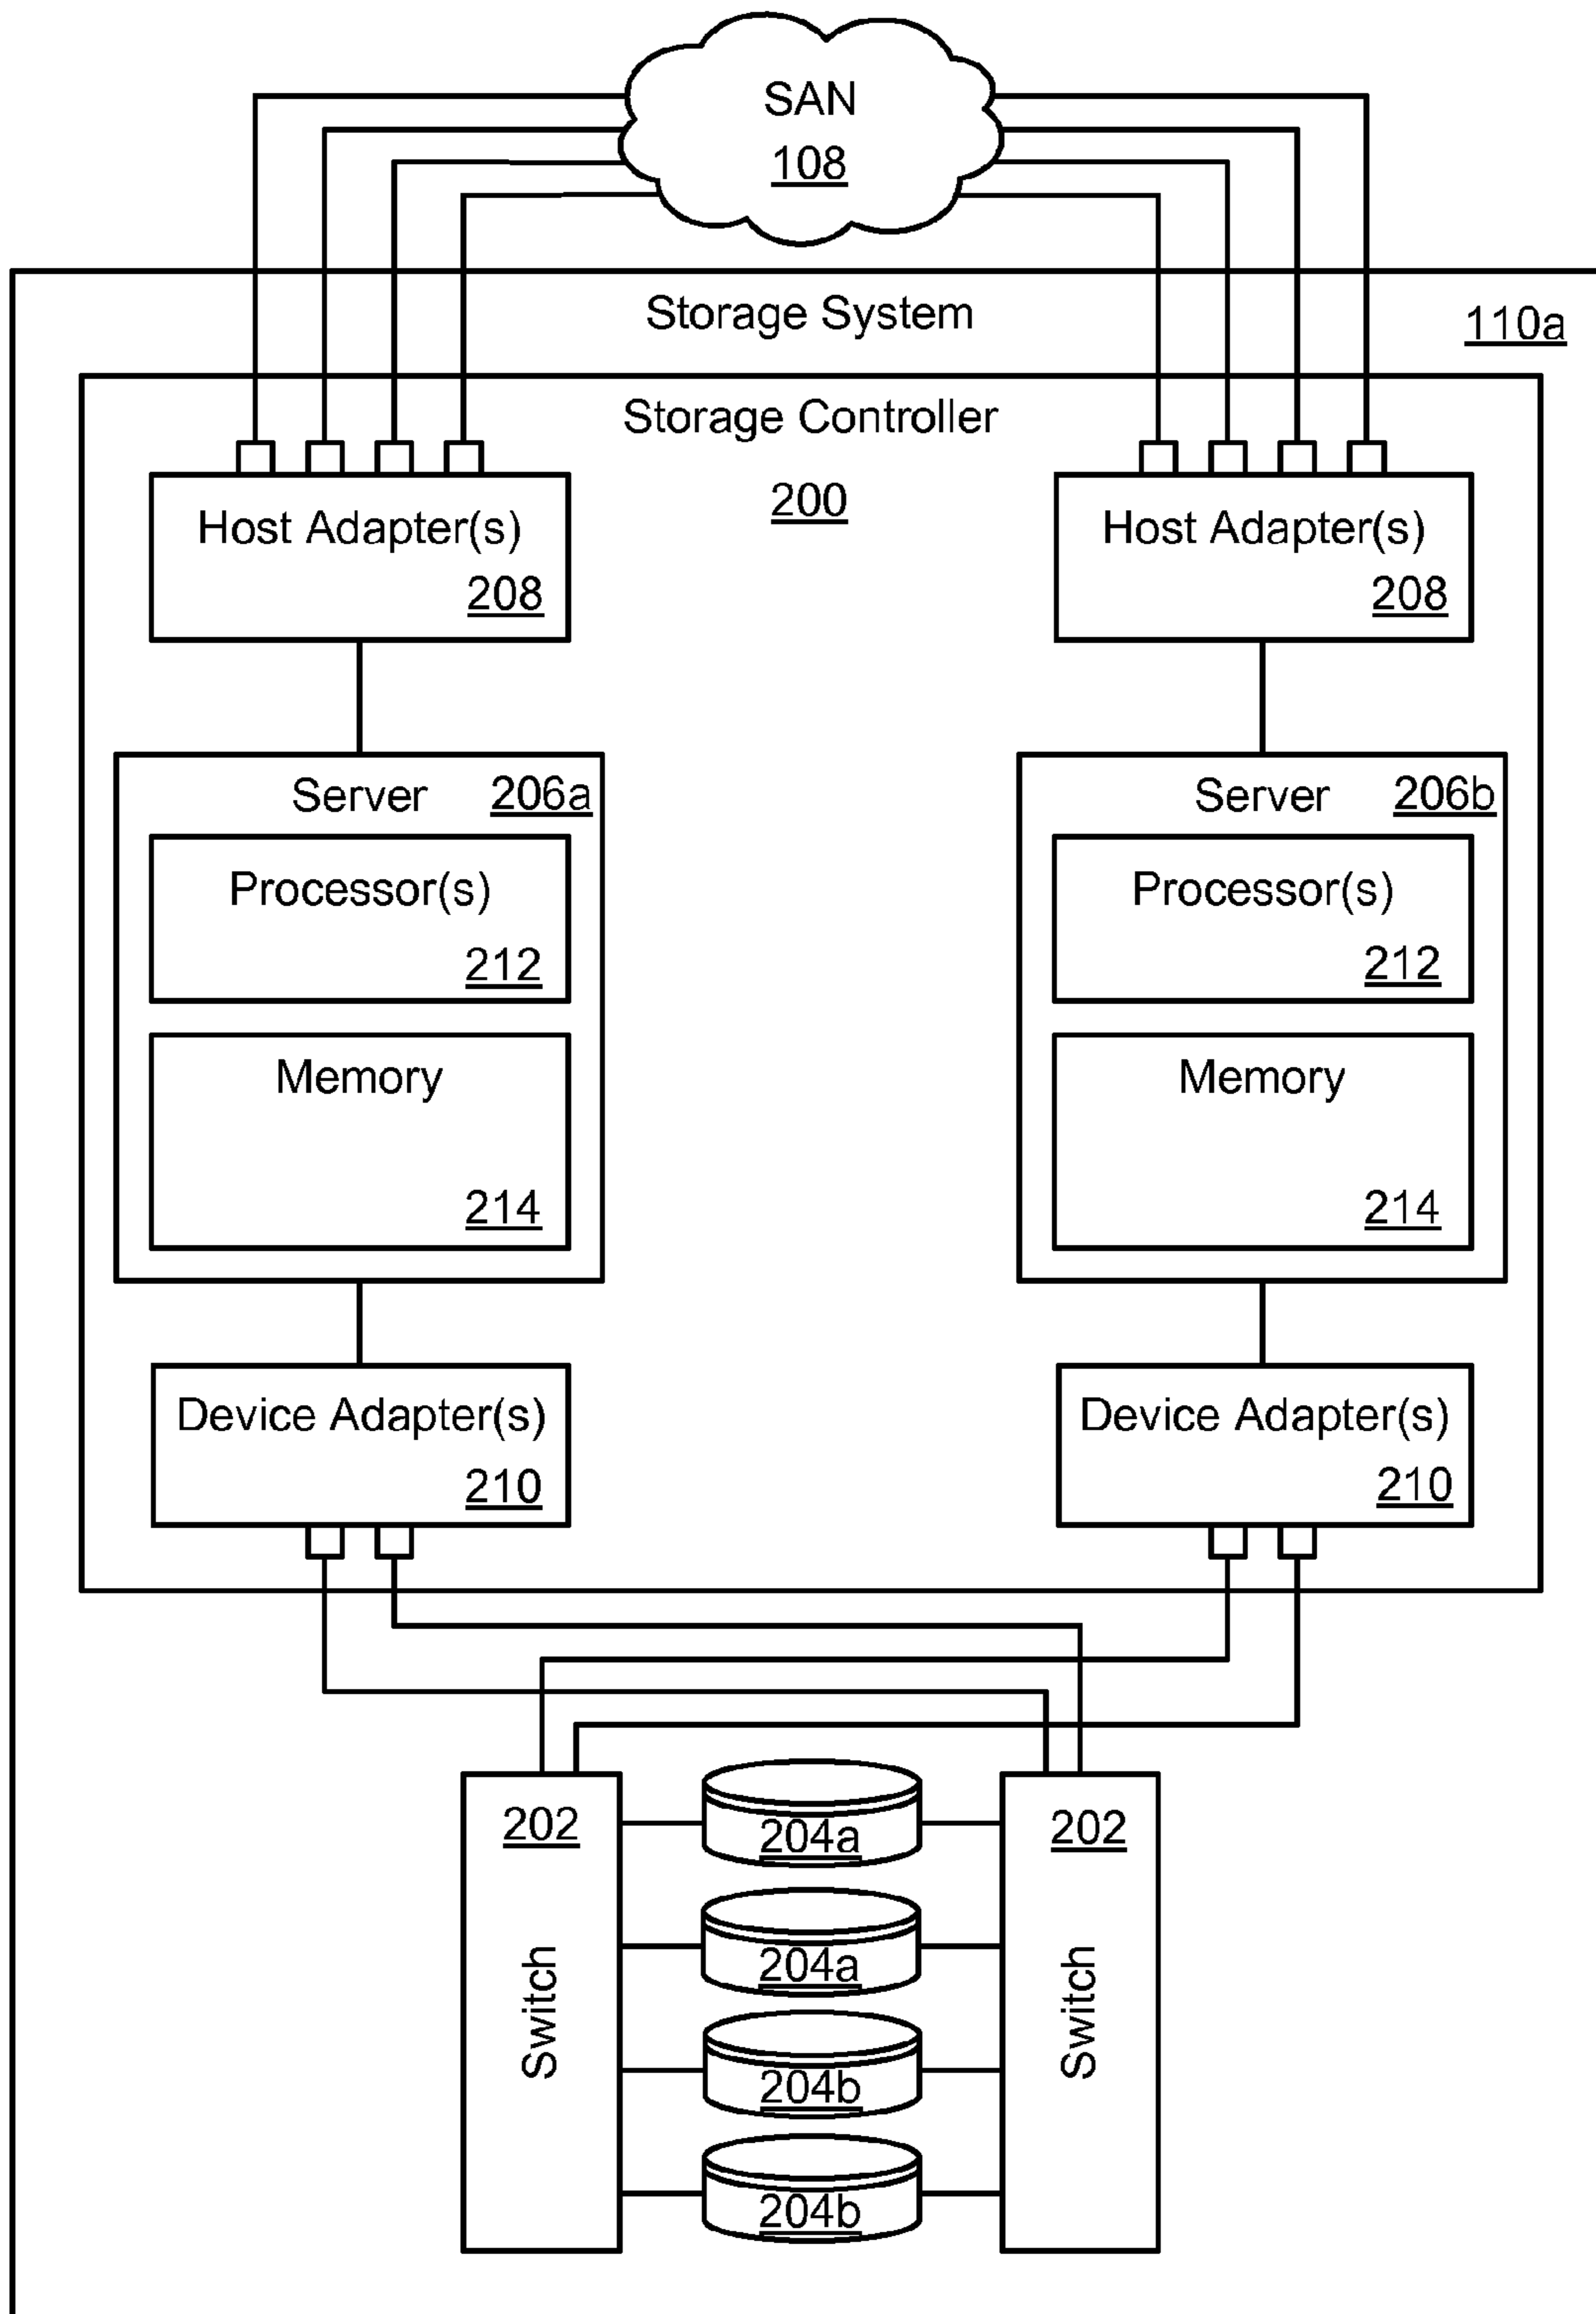 SAN
108
Storage System
110a
Storage Controller
200
Host Adapter(s)
208
Host Adapter(s)
208
Server 206a
Processor(s)
212
Memory
214
Server 206b
Processor(s)
212
Memory
214
Device Adapter(s)
210
Device Adapter(s)
210
202
Switch
204a
204a
204b
204b
202
Switch